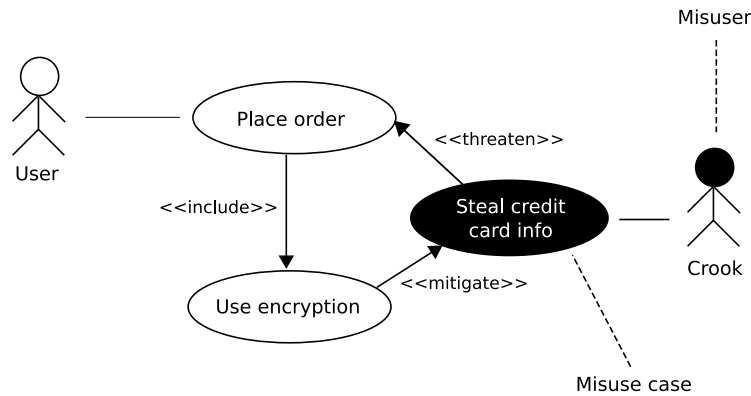 Misuser
Place order
<<threaten>>
User
<<include>>
Steal credit
card info
Crook
Use encryption
<<mitigate>>
Misuse case